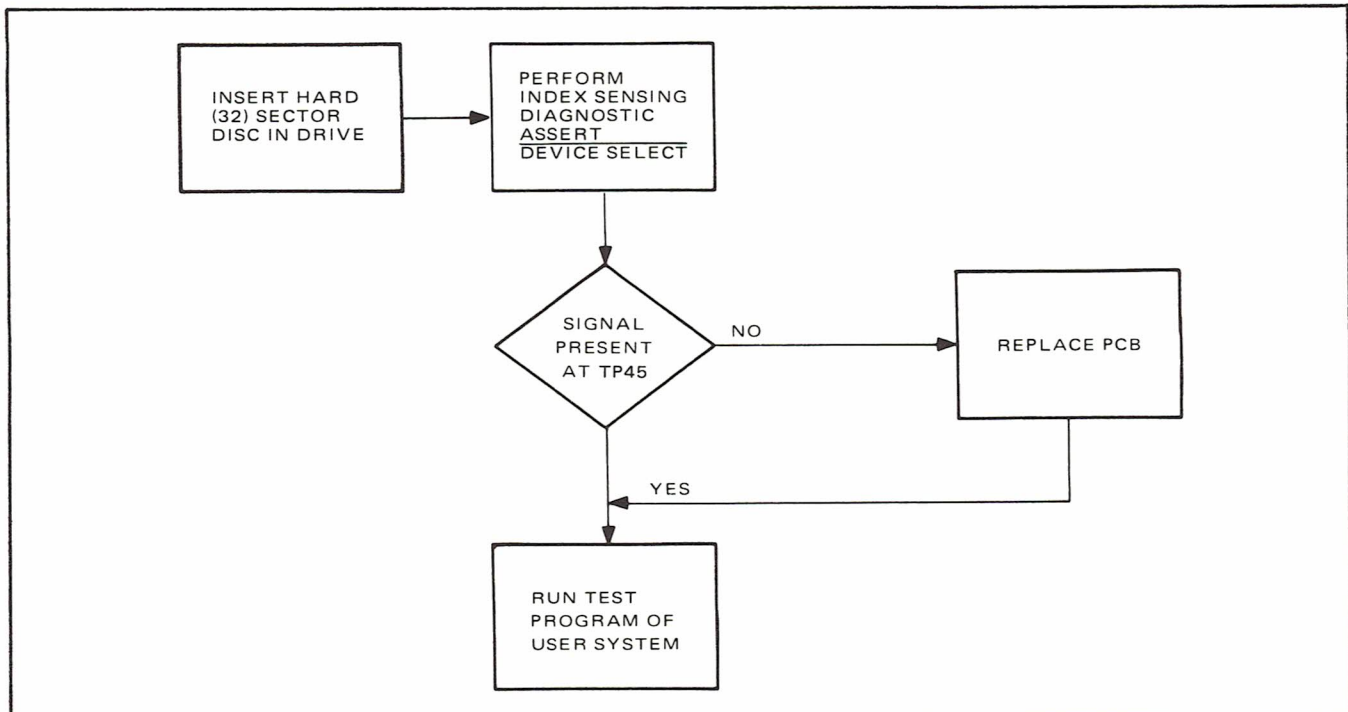 INSERT HARD
(32) SECTOR
DISC IN DRIVE
PERFORM
INDEX SENSING
DIAGNOSTIC
ASSERT
DEVICE SELECT
SIGNAL
PRESENT
AT TP45
NO
REPLACE PCB
YES
RUN TEST
PROGRAM OF
USER SYSTEM